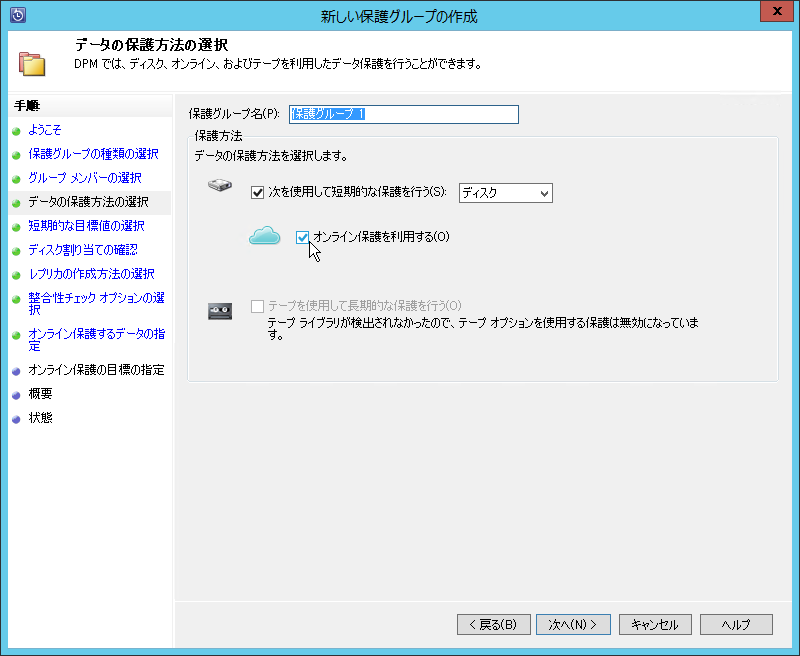 新しい保護グループの作成
x
データの保護方法の選択
DPM では、ディスク、オンライン、およびテープを利用したデータ保護を行うことができます。
手順
ようこそ
保護グループの種類の選択
グループ メンバーの選択
データの保護方法の選択
短期的な目標値の選択
ディスク割り当ての確認
レプリカの作成方法の選択
整合性チェック オプションの選
択
オンライン保護するデータの指
定
オンライン保護の目標の指定
概要
状態
保護グループ名(P):
保護グループ 1
保護方法
データの保護方法を選択します。
次を使用して短期的な保護を行う(S):
ディスク
オンライン保護を利用する(O)
テープを使用して長期的な保護を行う(O)
テープ ライブラリが検出されなかったので、テープ オプションを使用する保護は無効になっていま
す。
< 戻る(B)
次へ(N) >
キャンセル
ヘルプ